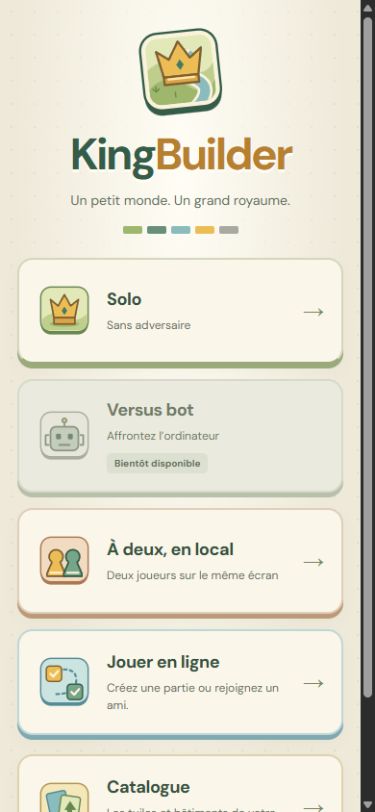 KingBuilder
Un petit monde. Un grand royaume.
Solo
Sans adversaire
Versus bot
Affrontez l'ordinateur
Bientôt disponible
À deux, en local
Deux joueurs sur le même écran
Jouer en ligne
Créez une partie ou rejoignez un
ami.
Catalogue